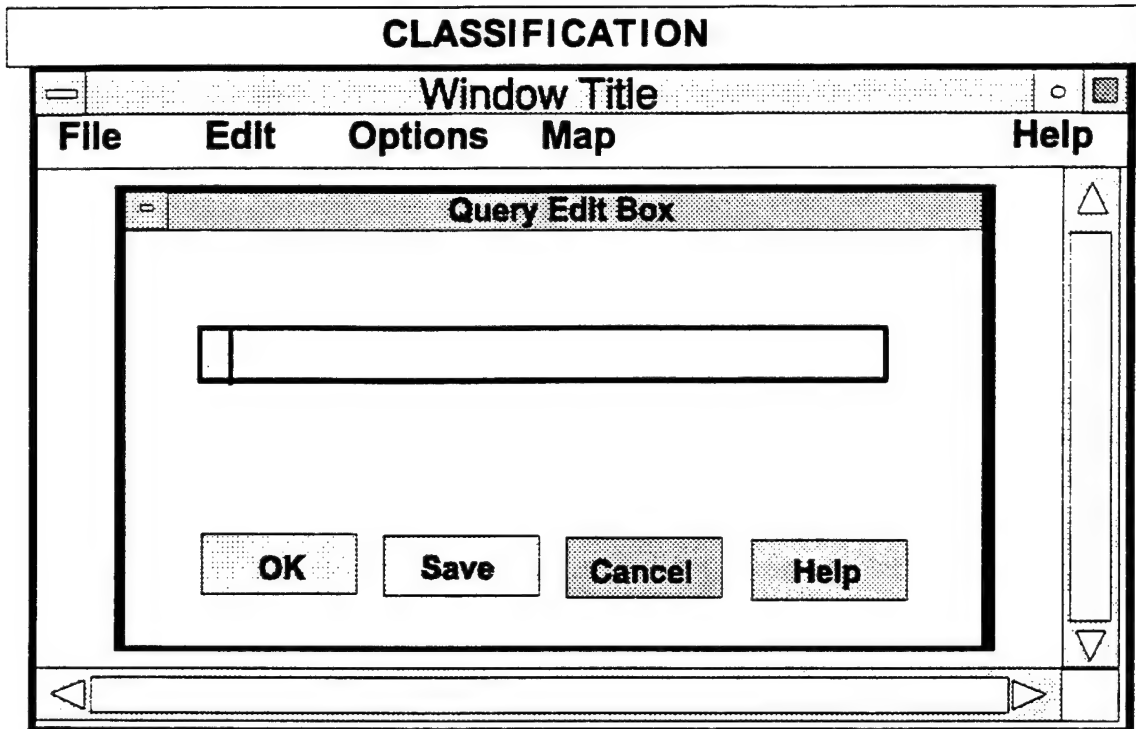 CLASSIFICATION
Window Title
File Edit Options Map Help
Query Edit Box
OK Save Cancel Help